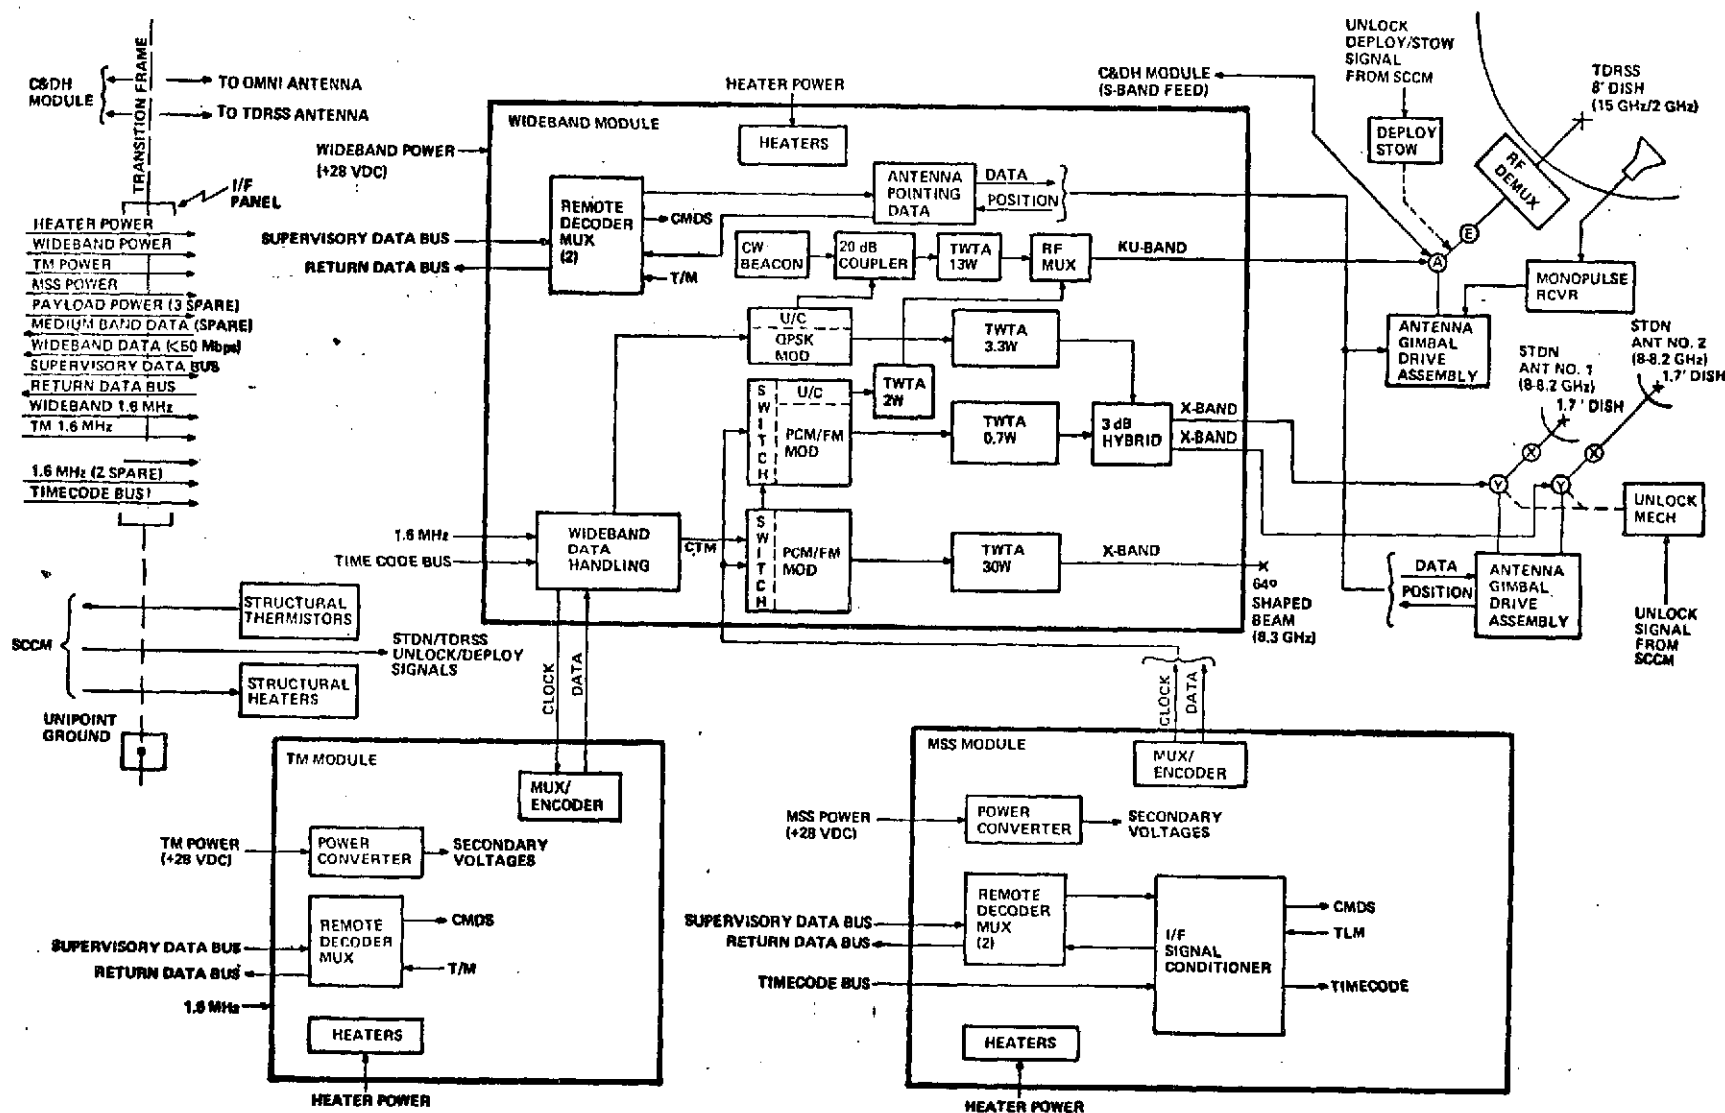 TRANSITION FRAME
C&DH
MODULE
TO OMNI ANTENNA
TO TDRSS ANTENNA
I/F
PANEL
HEATER POWER
WIDEBAND POWER
TM POWER
MSS POWER
PAYLOAD POWER (3 SPARE)
MEDIUM BAND DATA (SPARE)
WIDEBAND DATA (<50 Mbps)
SUPERVISORY DATA BUS
RETURN DATA BUS
WIDEBAND 1.6 MHz
TM 1.6 MHz
1.6 MHz (2 SPARE)
TIMECODE BUS
SCCM
STRUCTURAL
THERMISTORS
STDN/TDRSS
UNLOCK/DEPLOY
SIGNALS
STRUCTURAL
HEATERS
UNIPOINT
GROUND
HEATER POWER
WIDEBAND MODULE
HEATERS
WIDEBAND POWER
(+28 VDC)
REMOTE
DECODER
MUX
(2)
SUPERVISORY DATA BUS
RETURN DATA BUS
CMDS
T/M
ANTENNA
POINTING
DATA
DATA
POSITION
CW
BEACON
20 dB
COUPLER
TWTA
13W
RF
MUX
KU-BAND
U/C
QPSK
MOD
TWTA
3.3W
SWITCH
U/C
PCM/FM
MOD
TWTA
2W
TWTA
0.7W
3 dB
HYBRID
X-BAND
X-BAND
1.6 MHz
TIME CODE BUS
WIDEBAND
DATA
HANDLING
CTM
SWITCH
PCM/FM
MOD
TWTA
30W
X-BAND
64º
SHAPED
BEAM
(8.3 GHz)
CLOCK
DATA
CLOCK
DATA
C&DH MODULE
(S-BAND FEED)
UNLOCK
DEPLOY/STOW
SIGNAL
FROM SCCM
DEPLOY
STOW
RF
DEMUX
TDRSS
8' DISH
(15 GHz/2 GHz)
E
A
MONOPULSE
RCVR
ANTENNA
GIMBAL
DRIVE
ASSEMBLY
STDN
ANT NO. 1
(8-8.2 GHz)
1.7' DISH
STDN
ANT NO. 2
(8-8.2 GHz)
1.7' DISH
X
X
Y
Y
UNLOCK
MECH
DATA
POSITION
ANTENNA
GIMBAL
DRIVE
ASSEMBLY
UNLOCK
SIGNAL
FROM
SCCM
TM MODULE
MUX/
ENCODER
TM POWER
(+28 VDC)
POWER
CONVERTER
SECONDARY
VOLTAGES
SUPERVISORY DATA BUS
RETURN DATA BUS
REMOTE
DECODER
MUX
CMDS
T/M
1.6 MHz
HEATERS
HEATER POWER
MSS MODULE
MUX/
ENCODER
MSS POWER
(+28 VDC)
POWER
CONVERTER
SECONDARY
VOLTAGES
SUPERVISORY DATA BUS
RETURN DATA BUS
REMOTE
DECODER
MUX
(2)
I/F
SIGNAL
CONDITIONER
CMDS
TLM
TIMECODE BUS
TIMECODE
HEATERS
HEATER POWER